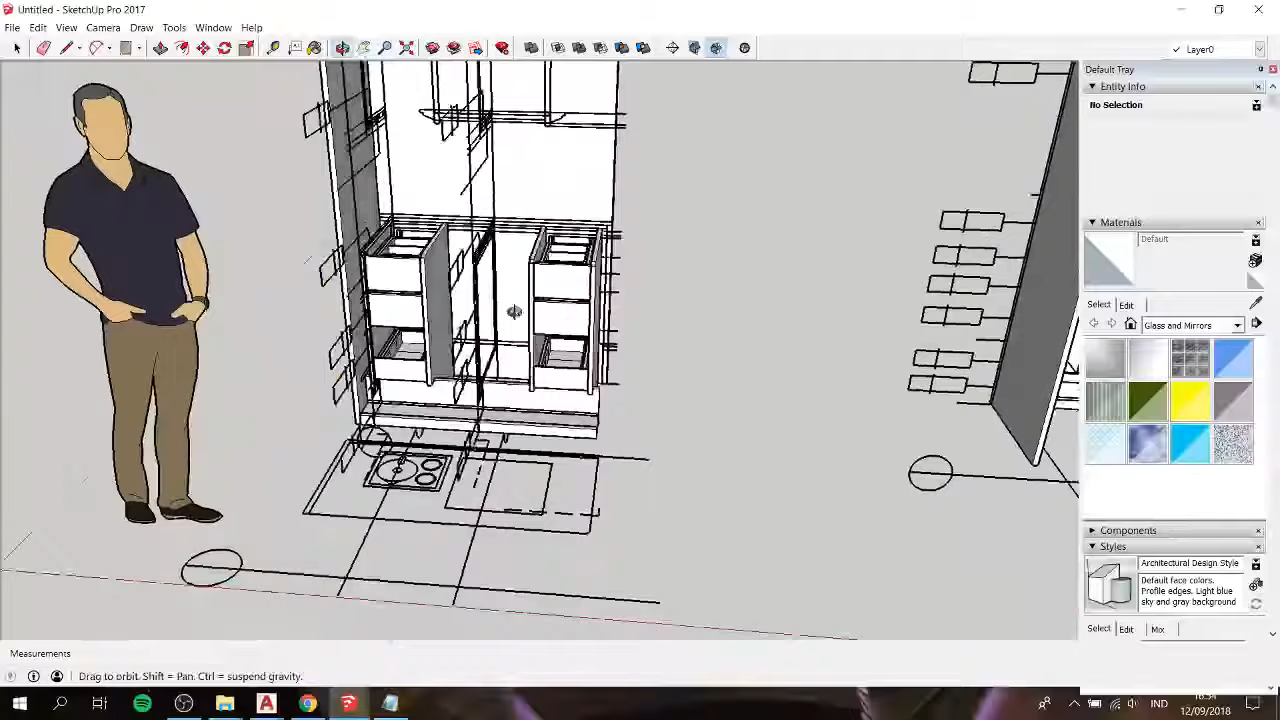 Untitled - SketchUp Pro 2017
File Edit View Camera Draw Tools Window Help
Layer0
Default Tray
Entity Info
No Selection
Materials
Default
Select Edit
Glass and Mirrors
Components
Styles
Architectural Design Style
Default face colors.
Profile edges. Light blue
sky and gray background
Select Edit Mix
Measurements
Drag to orbit. Shift = Pan. Ctrl = suspend gravity.
IND
16.54
12/09/2018